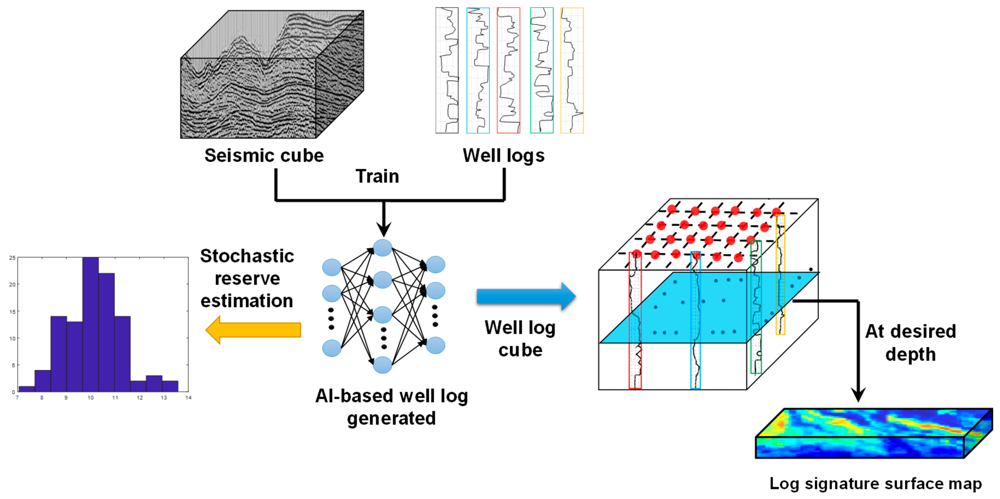 Seismic cube
Well logs
Train
Stochastic
reserve
estimation
25
20
15
10
5
0
7 8 9 10 11 12 13 14
AI-based well log
generated
Well log
cube
At desired
depth
Log signature surface map